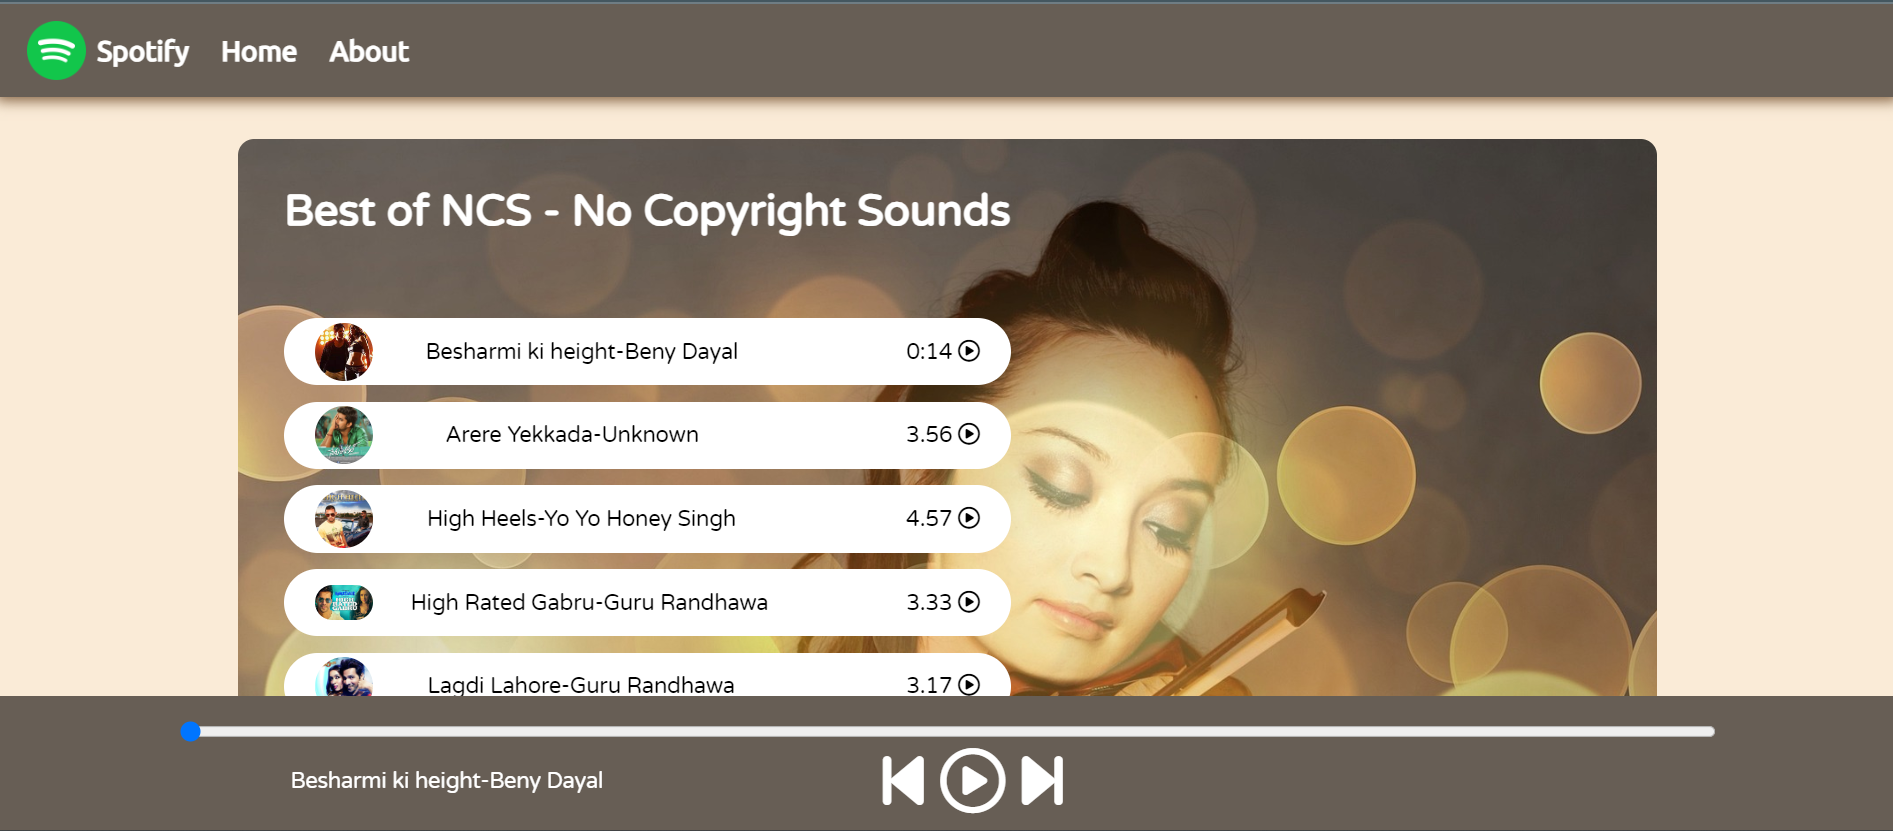 Spotify Home About
Best of NCS - No Copyright Sounds
Besharmi ki height-Beny Dayal 0:14
Arere Yekkada-Unknown 3.56
High Heels-Yo Yo Honey Singh 4.57
High Rated Gabru-Guru Randhawa 3.33
Lagdi Lahore-Guru Randhawa 3.17
Besharmi ki height-Beny Dayal